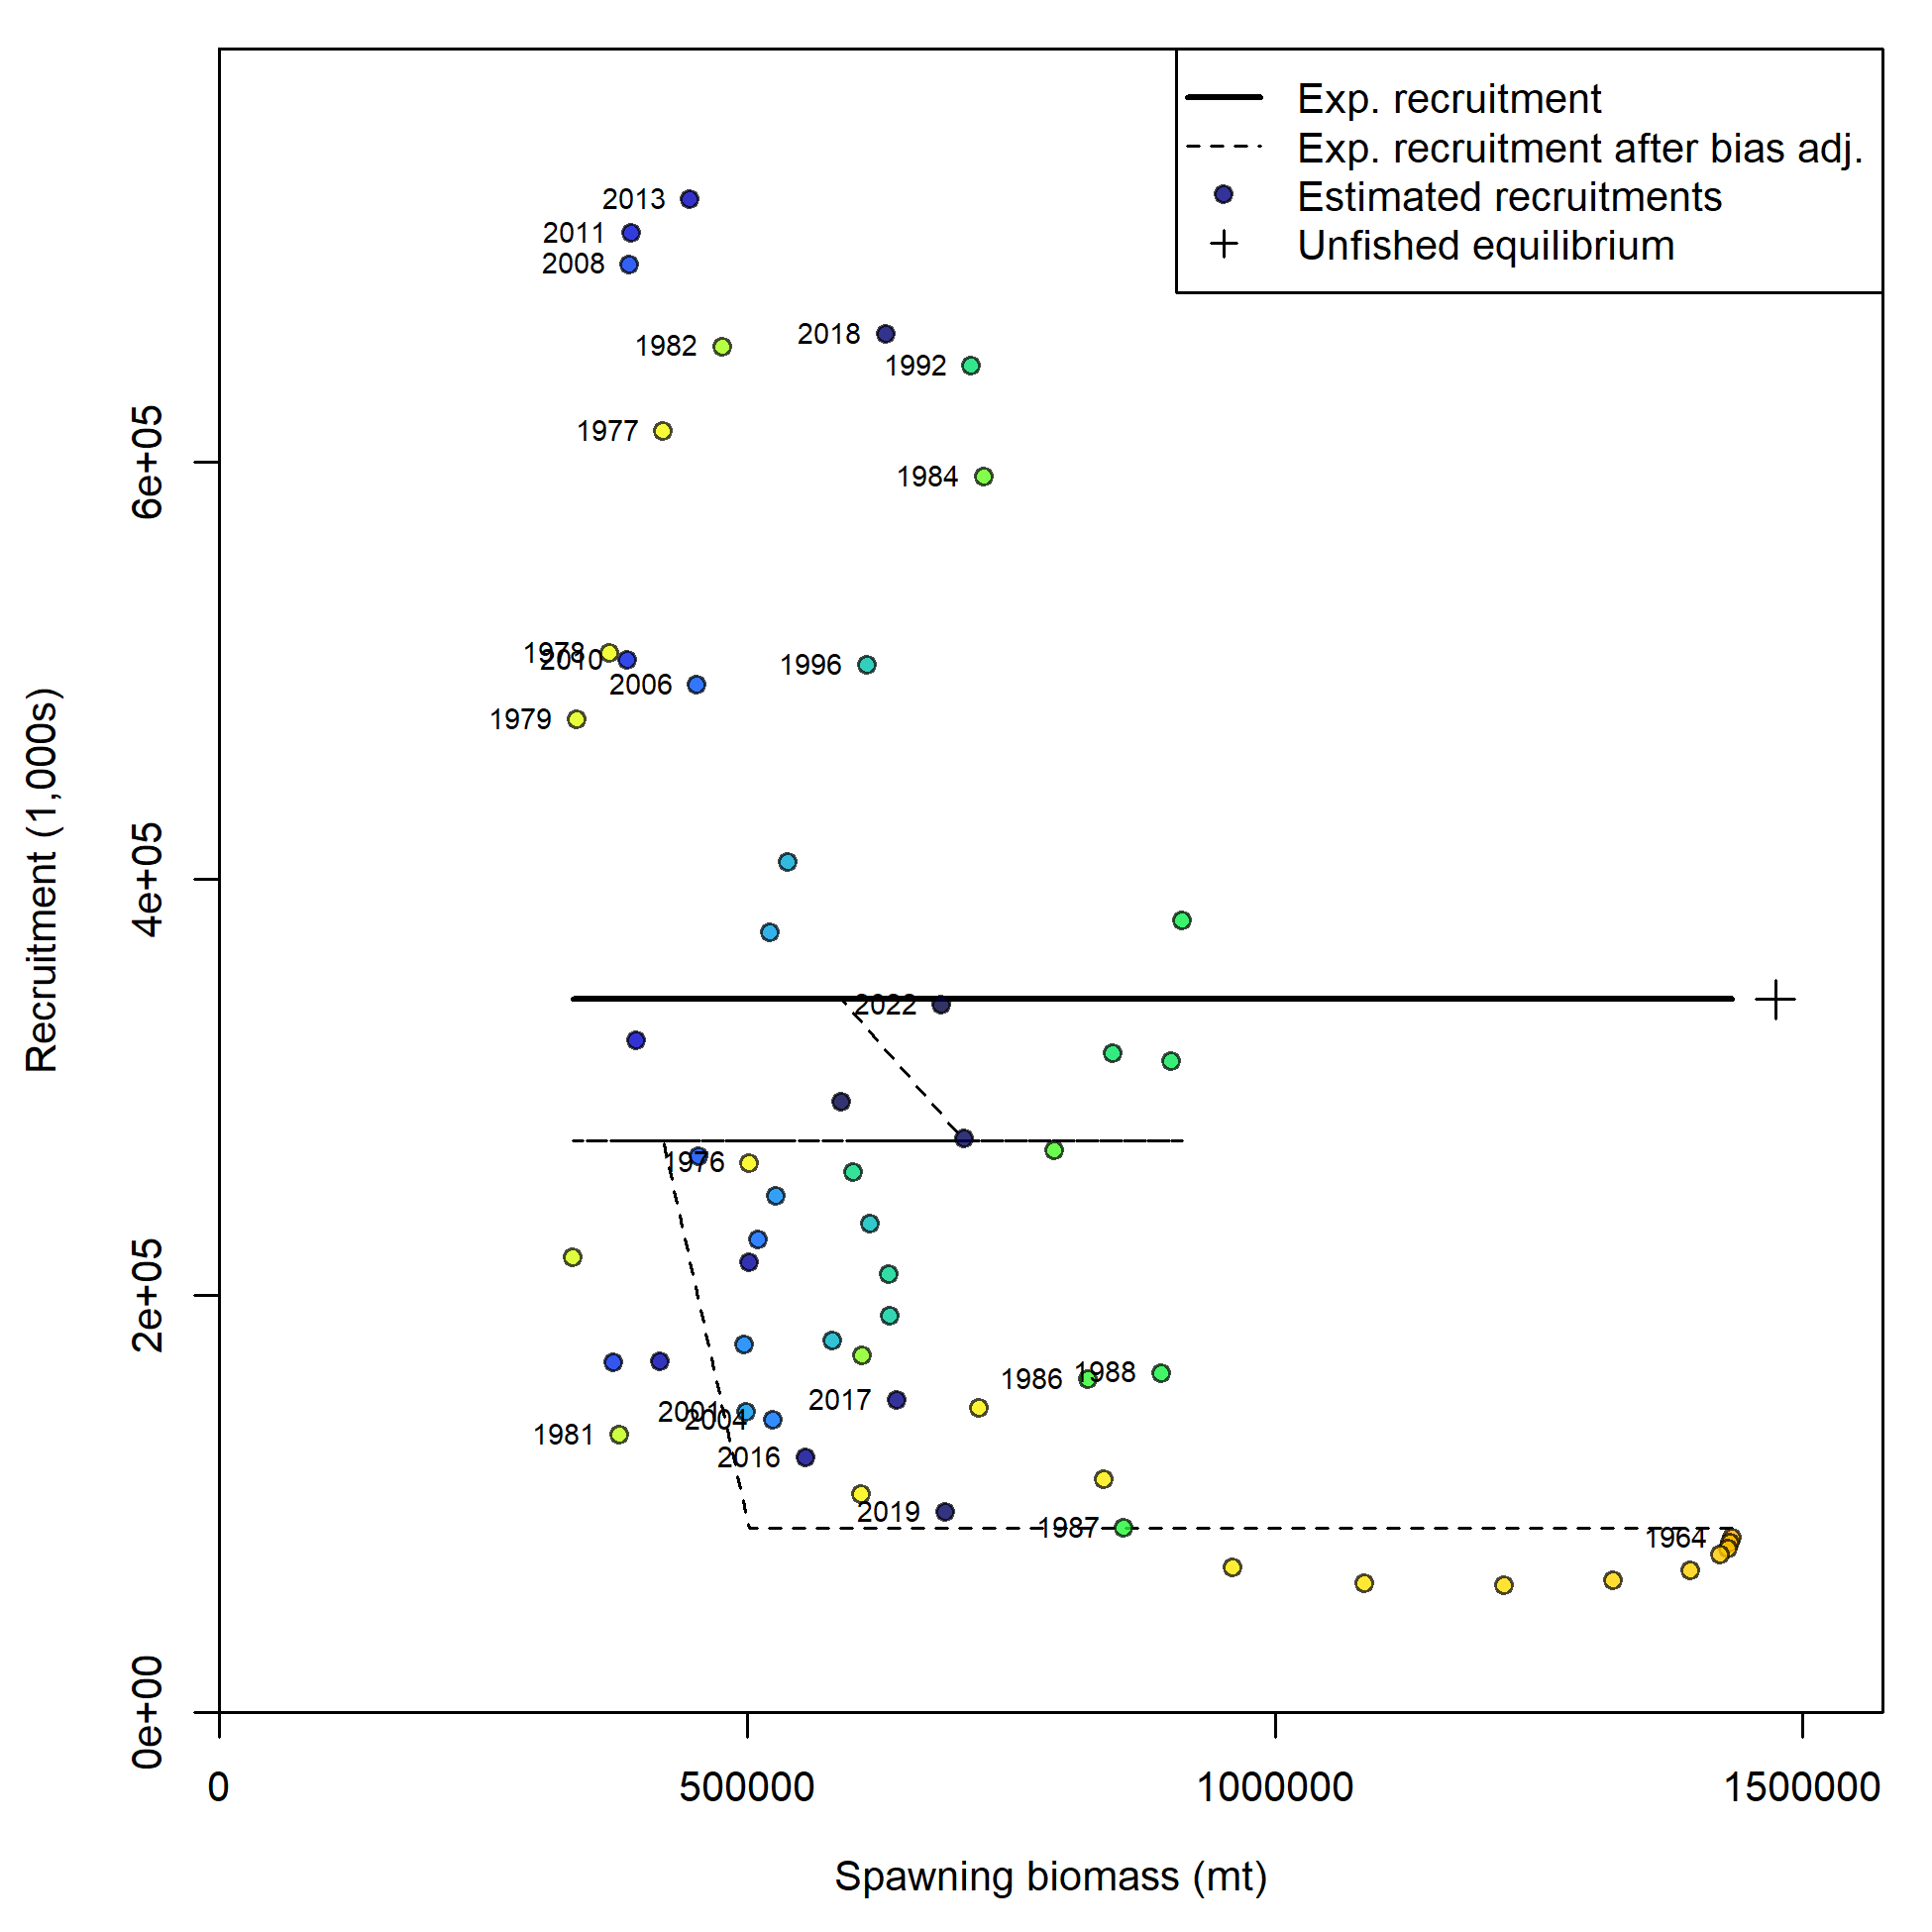 Exp. recruitment
Exp. recruitment after bias adj.
Estimated recruitments
Unfished equilibrium
2013
2011
2008
2018
1982
1992
1977
1984
1978
2010
1996
2006
1979
2022
1976
1986
1988
2017
2001
2004
1981
2016
2019
1987
1964
0e+00
2e+05
4e+05
6e+05
Recruitment (1,000s)
0
500000
1000000
1500000
Spawning biomass (mt)